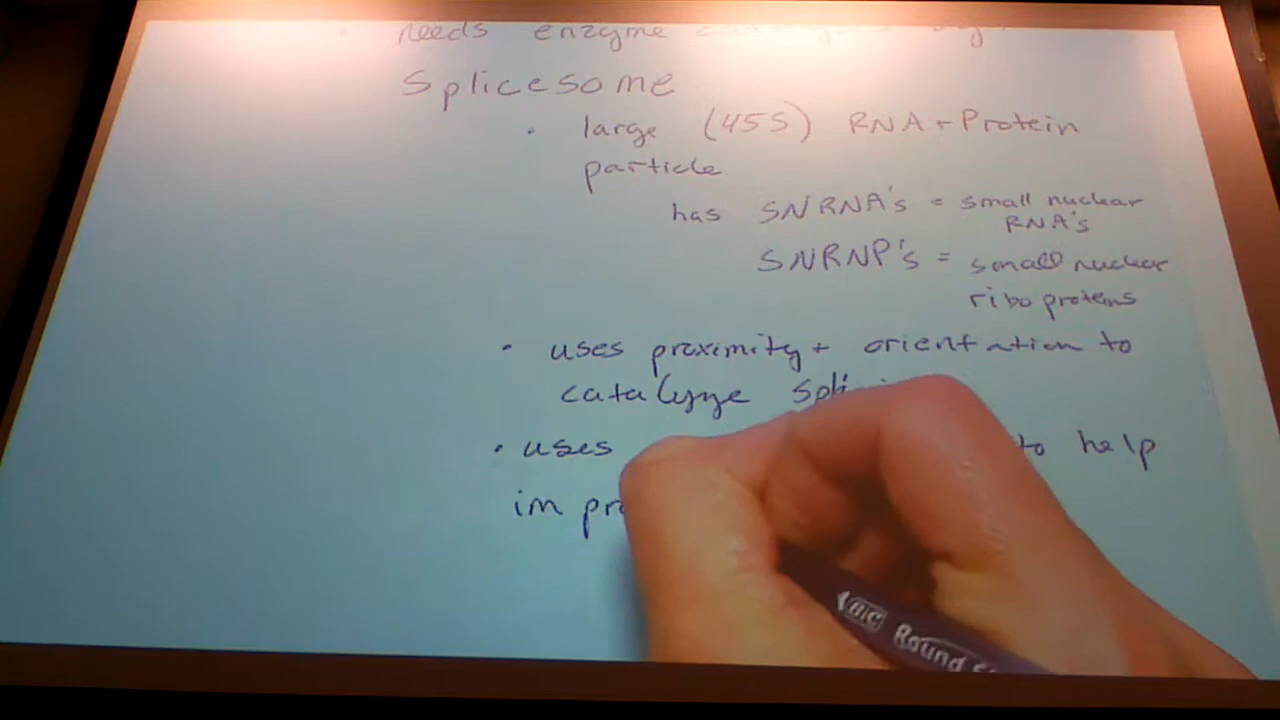 needs enzyme
Splicesome
• large (45S) RNA + Protein
particle
has SNRNA's = small nuclear
RNA's
SNRNP's = small nuclear
ribo proteins
• uses proximity + orientation to
catalyze
• uses to help
BIC Round